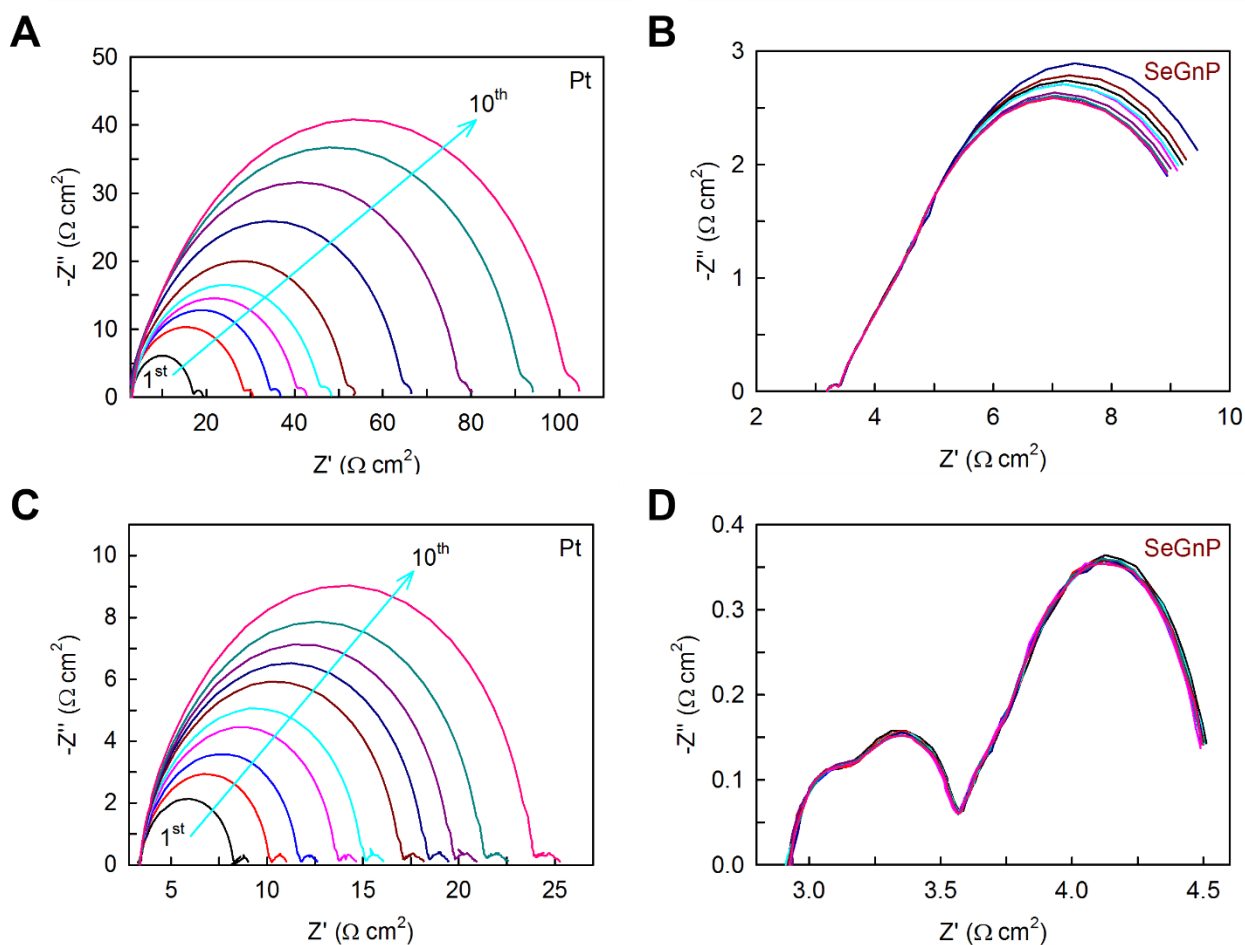 A
50
40
30
20
10
0
-Z'' (Ω cm²)
Pt
10th
1st
20 40 60 80 100
Z' (Ω cm²)
B
3
2
1
0
-Z'' (Ω cm²)
SeGnP
2 4 6 8 10
Z' (Ω cm²)
C
10
8
6
4
2
0
-Z'' (Ω cm²)
Pt
10th
1st
5 10 15 20 25
Z' (Ω cm²)
D
0.4
0.3
0.2
0.1
0.0
-Z'' (Ω cm²)
SeGnP
3.0 3.5 4.0 4.5
Z' (Ω cm²)